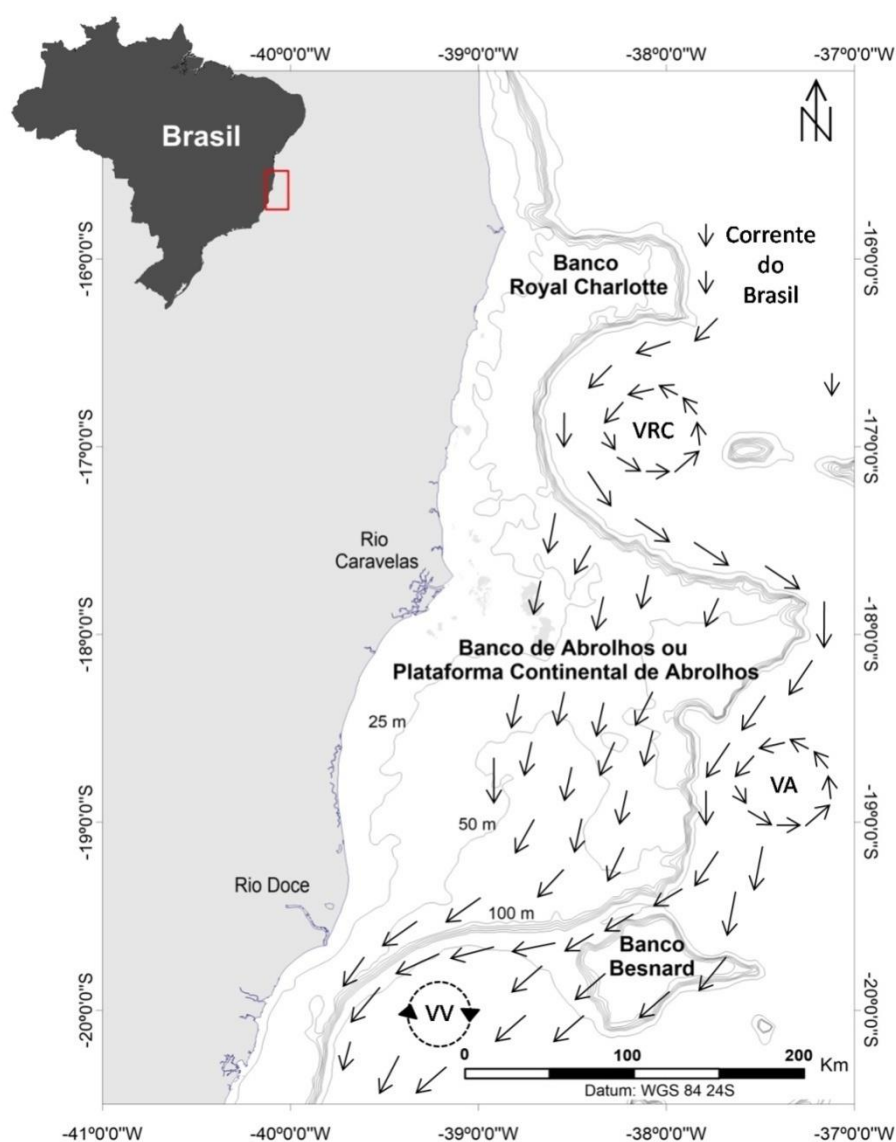 -40°0'0"W
-39°0'0"W
-38°0'0"W
-37°0'0"W
Brasil
N
-16°0'0"S
-16°0'0"S
Corrente
do
Brasil
Banco
Royal Charlotte
VRC
-17°0'0"S
-17°0'0"S
Rio
Caravelas
-18°0'0"S
-18°0'0"S
Banco de Abrolhos ou
Plataforma Continental de Abrolhos
25 m
VA
-19°0'0"S
-19°0'0"S
50 m
Rio Doce
100 m
Banco
Besnard
-20°0'0"S
-20°0'0"S
VV
0
100
200
Km
Datum: WGS 84 24S
-41°0'0"W
-40°0'0"W
-39°0'0"W
-38°0'0"W
-37°0'0"W